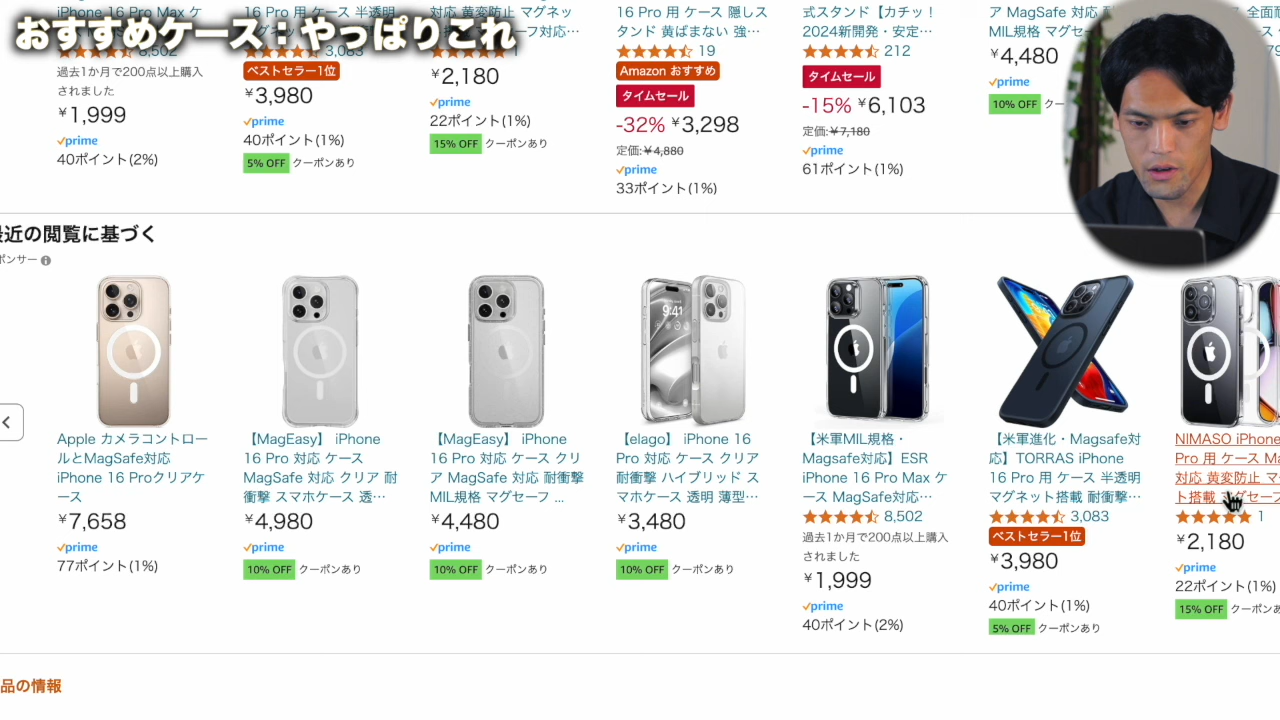 おすすめケース：やっぱりこれ
iPhone 16 Pro Max ケ
8,502
過去1か月で200点以上購入
されました
¥1,999
prime
40ポイント(2%)
16 Pro 用 ケース 半透明
3,083
ベストセラー1位
¥3,980
prime
40ポイント(1%)
5% OFF クーポンあり
対応 黄変防止 マグネッ
¥2,180
prime
22ポイント(1%)
15% OFF クーポンあり
16 Pro 用 ケース 隠しス
タンド 黄ばまない 強…
19
Amazon おすすめ
タイムセール
-32% ¥3,298
定価:¥4,880
prime
33ポイント(1%)
式スタンド【カチッ！
2024新開発・安定…
212
タイムセール
-15% ¥6,103
定価:¥7,180
prime
61ポイント(1%)
ア MagSafe 対応
MIL規格 マグセー
¥4,480
prime
10% OFF クー
最近の閲覧に基づく
ポンサー
Apple カメラコントロー
ルとMagSafe対応
iPhone 16 Proクリアケ
ース
¥7,658
prime
77ポイント(1%)
【MagEasy】 iPhone
16 Pro 対応 ケース
MagSafe 対応 クリア 耐
衝撃 スマホケース 透…
¥4,980
prime
10% OFF クーポンあり
【MagEasy】 iPhone
16 Pro 対応 ケース クリ
ア MagSafe 対応 耐衝撃
MIL規格 マグセーフ ...
¥4,480
prime
10% OFF クーポンあり
9:41
【elago】 iPhone 16
Pro 対応 ケース クリア
耐衝撃 ハイブリッド ス
マホケース 透明 薄型…
¥3,480
prime
10% OFF クーポンあり
【米軍MIL規格・
Magsafe対応】ESR
iPhone 16 Pro Max ケ
ース MagSafe対応…
8,502
過去1か月で200点以上購入
されました
¥1,999
prime
40ポイント(2%)
【米軍進化・Magsafe対
応】TORRAS iPhone
16 Pro 用 ケース 半透明
マグネット搭載 耐衝撃…
3,083
ベストセラー1位
¥3,980
prime
40ポイント(1%)
5% OFF クーポンあり
NIMASO iPhone
Pro 用 ケース Ma
対応 黄変防止 マ
ト搭載 マグセーフ
1
¥2,180
prime
22ポイント(1%)
15% OFF クーポンあ
品の情報